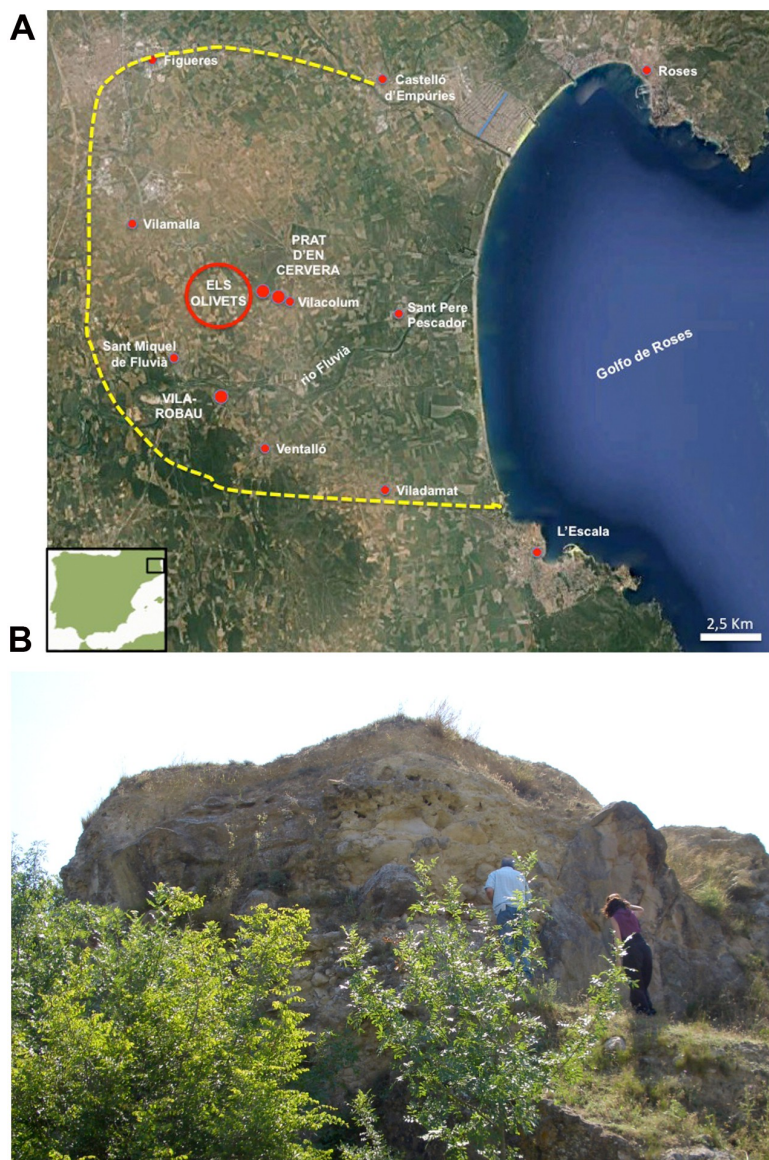 A
Figueres
Castelló
d'Empúries
Roses
Vilamalla
PRAT
D'EN
CERVERA
ELS
OLIVETS
Vilacolum
Sant Pere
Pescador
Sant Miquel
de Fluvià
río Fluvià
Golfo de Roses
VILA-
ROBAU
Ventalló
Viladamat
L'Escala
2,5 Km
B